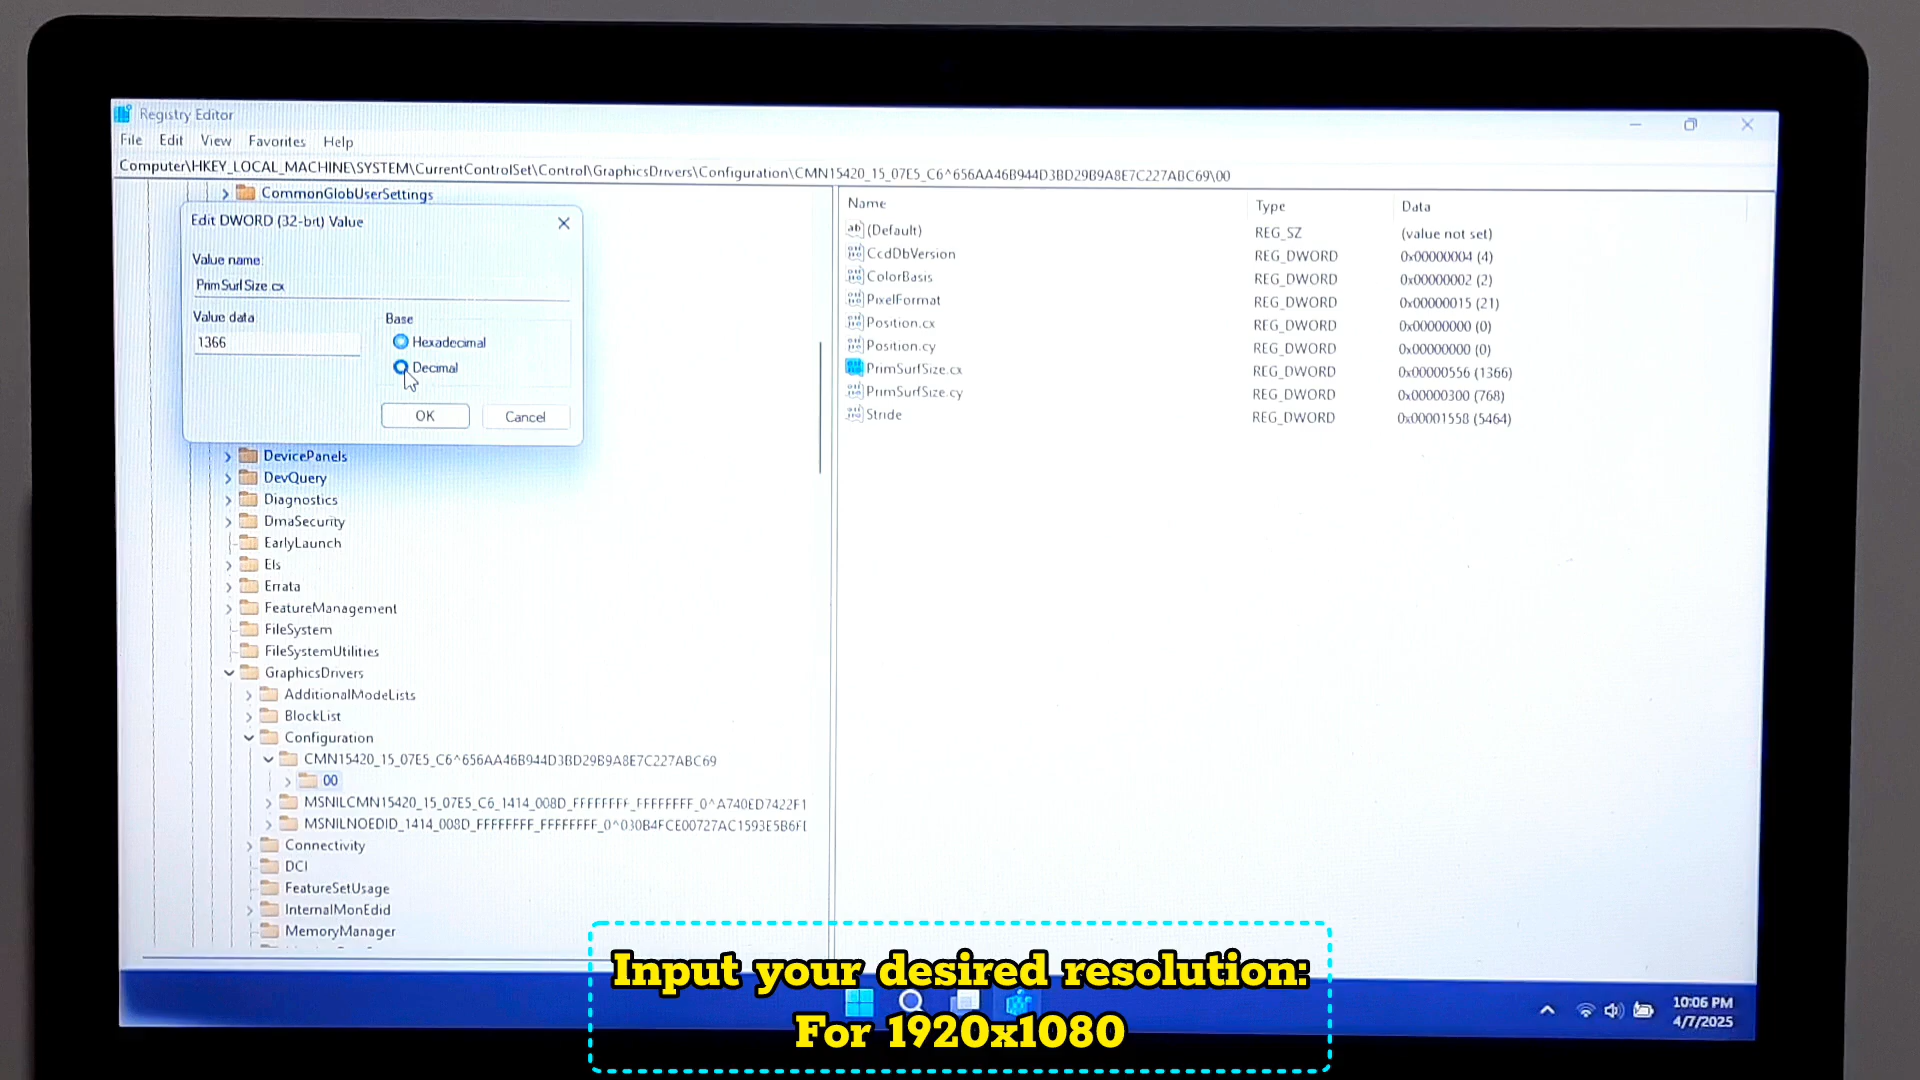 Registry Editor
File Edit View Favorites Help
Computer\HKEY_LOCAL_MACHINE\SYSTEM\CurrentControlSet\Control\GraphicsDrivers\Configuration\CMN15420_15_07E5_C6^656AA46B944D3BD29B9A8E7C227ABC69\00
CommonGlobUserSettings
Edit DWORD (32-bit) Value
Value name:
PrimSurfSize.cx
Value data
1366
Base
Hexadecimal
Decimal
OK Cancel
DevicePanels
DevQuery
Diagnostics
DmaSecurity
EarlyLaunch
Els
Errata
FeatureManagement
FileSystem
FileSystemUtilities
GraphicsDrivers
AdditionalModeLists
BlockList
Configuration
CMN15420_15_07E5_C6^656AA46B944D3BD29B9A8E7C227ABC69
00
MSNILCMN15420_15_07E5_C6_1414_008D_FFFFFFFF_FFFFFFFF_0^A740ED7422F1
MSNILNOEDID_1414_008D_FFFFFFFF_FFFFFFFF_0^030B4FCE00727AC1593E5B6F
Connectivity
DCI
FeatureSetUsage
InternalMonEdid
MemoryManager
Name Type Data
(Default) REG_SZ (value not set)
CcdDbVersion REG_DWORD 0x00000004 (4)
ColorBasis REG_DWORD 0x00000002 (2)
PixelFormat REG_DWORD 0x00000015 (21)
Position.cx REG_DWORD 0x00000000 (0)
Position.cy REG_DWORD 0x00000000 (0)
PrimSurfSize.cx REG_DWORD 0x00000556 (1366)
PrimSurfSize.cy REG_DWORD 0x00000300 (768)
Stride REG_DWORD 0x00001558 (5464)
Input your desired resolution:
For 1920x1080
10:06 PM
4/7/2025